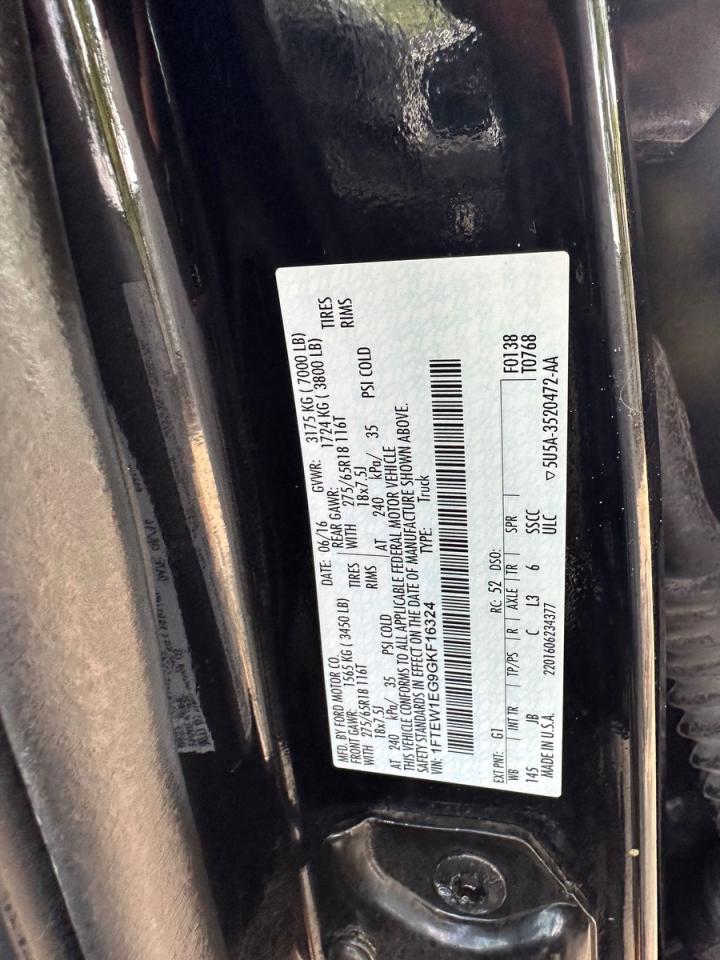 MFD. BY FORD MOTOR CO. DATE: 06/16 GVWR: 3175 KG ( 7000 LB)
FRONT GAWR: 1565 KG ( 3450 LB) REAR GAWR: 1724 KG ( 3800 LB)
WITH 275/65R18 116T TIRES WITH 275/65R18 116T TIRES
18x7.5J RIMS 18x7.5J RIMS
AT 240 kPa/ 35 PSI COLD AT 240 kPa/ 35 PSI COLD
THIS VEHICLE CONFORMS TO ALL APPLICABLE FEDERAL MOTOR VEHICLE
SAFETY STANDARDS IN EFFECT ON THE DATE OF MANUFACTURE SHOWN ABOVE.
VIN: 1FTEW1EG9GKF16324 TYPE: Truck
EXT PNT: G1 RC: 52 DSO: F0138
WB INT TR TP/PS R AXLE TR SPR T0768
145 JB C L3 6 SSCC
MADE IN U.S.A. 2201606234377 ULC ▽5U5A-3520472-AA